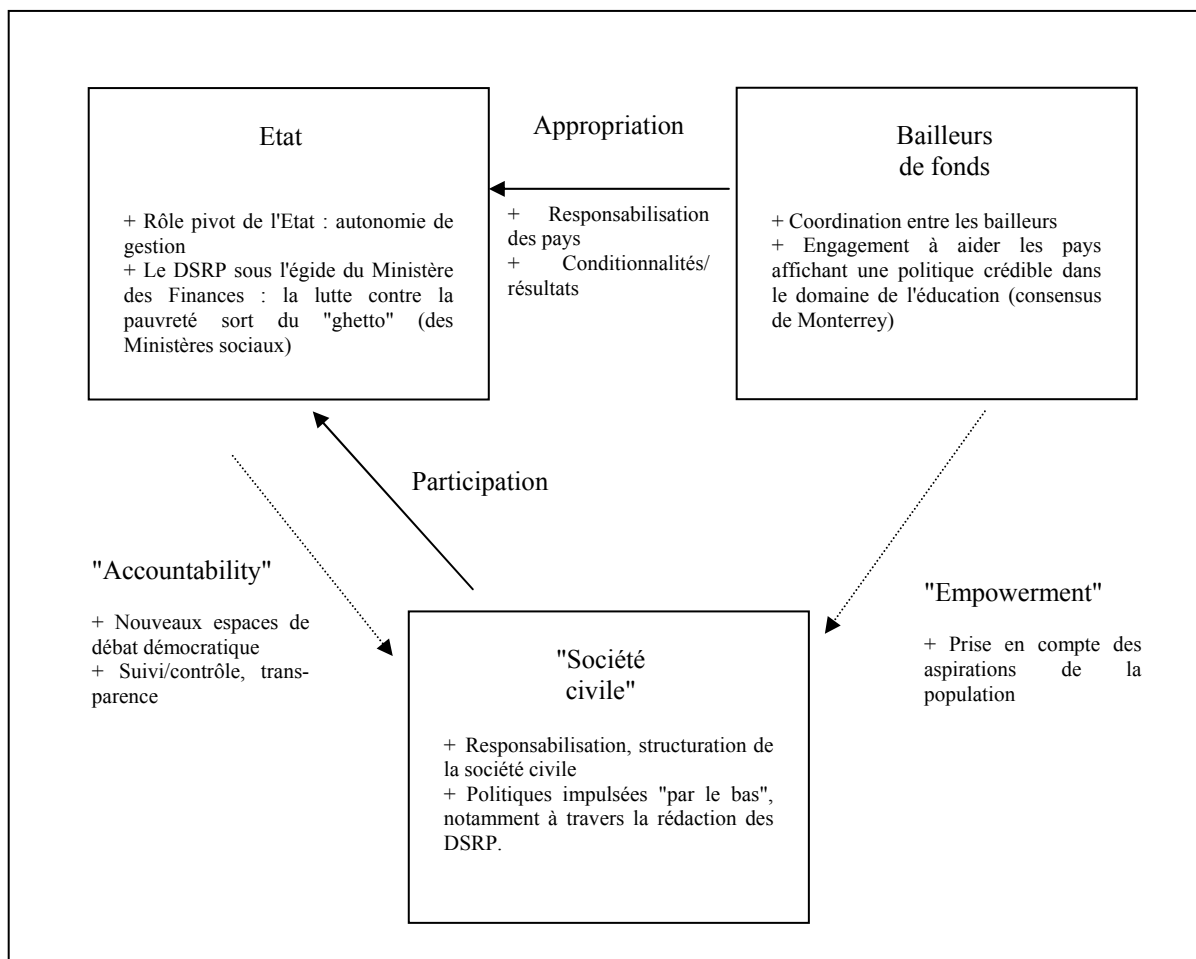 Etat
+ Rôle pivot de l'Etat : autonomie de
gestion
+ Le DSRP sous l'égide du Ministère
des Finances : la lutte contre la
pauvreté sort du "ghetto" (des
Ministères sociaux)
Appropriation
+ Responsabilisation
des pays
+ Conditionnalités/
résultats
Bailleurs
de fonds
+ Coordination entre les bailleurs
+ Engagement à aider les pays
affichant une politique crédible dans
le domaine de l'éducation (consensus
de Monterrey)
Participation
"Accountability"
+ Nouveaux espaces de
débat démocratique
+ Suivi/contrôle, trans-
parence
"Société
civile"
+ Responsabilisation, structuration de
la société civile
+ Politiques impulsées "par le bas",
notamment à travers la rédaction des
DSRP.
"Empowerment"
+ Prise en compte des
aspirations de la
population